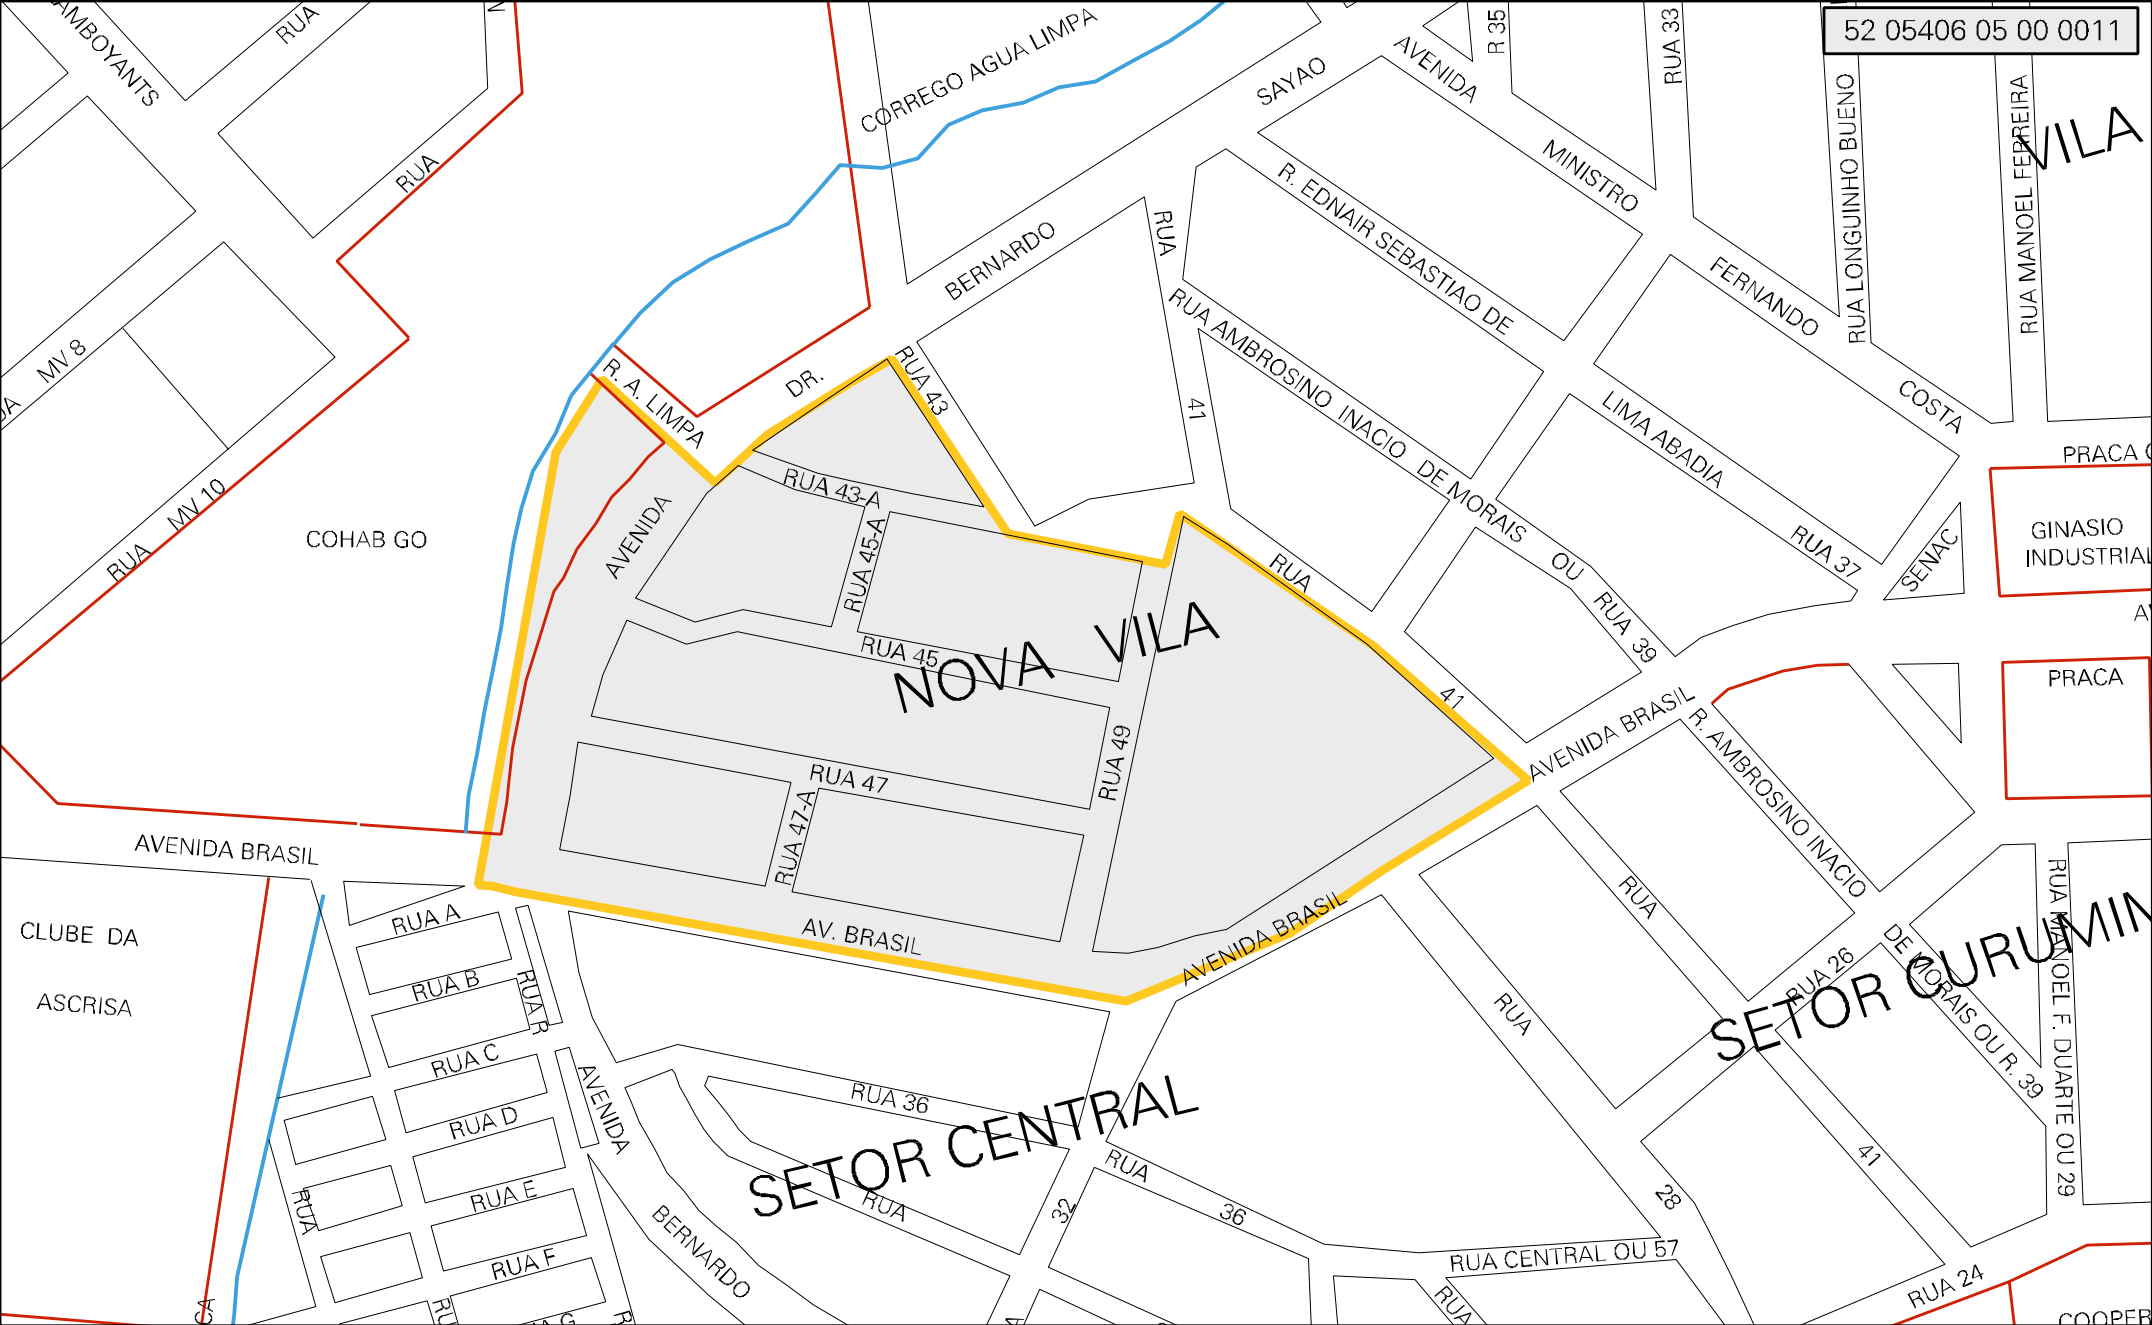 52 05406 05 00 0011
AMBOYANTS
RUA
RUA
CORREGO AGUA LIMPA
SAYAO
AVENIDA
R 35
RUA 33
RUA LONGUINHO BUENO
RUA MANOEL FERREIRA
VILA
MINISTRO
R. EDNAIR SEBASTIAO DE
FERNANDO
COSTA
BERNARDO
RUA
41
RUA AMBROSINO INACIO DE MORAIS OU RUA 39
LIMA ABADIA
RUA 37
SENAC
PRACA
GINASIO
INDUSTRIAL
PRACA
MV 8
RUA
MV 10
COHAB GO
R. A. LIMPA
DR.
RUA 43
RUA 43-A
AVENIDA
RUA 45-A
RUA 45
NOVA VILA
RUA
41
RUA 49
RUA 47
RUA 47-A
AVENIDA BRASIL
R. AMBROSINO INACIO
DE MORAIS OU R. 39
AVENIDA BRASIL
AV. BRASIL
AVENIDA BRASIL
CLUBE DA
ASCRISA
RUA A
RUA B
RUA R
RUA C
RUA D
RUA E
RUA F
RUA
AVENIDA
BERNARDO
RUA 36
SETOR CENTRAL
RUA
32
RUA
36
RUA
28
RUA
41
RUA 26
SETOR CURUMIN
RUA MANOEL F. DUARTE OU 29
RUA CENTRAL OU 57
RUA
RUA 24
COOPER